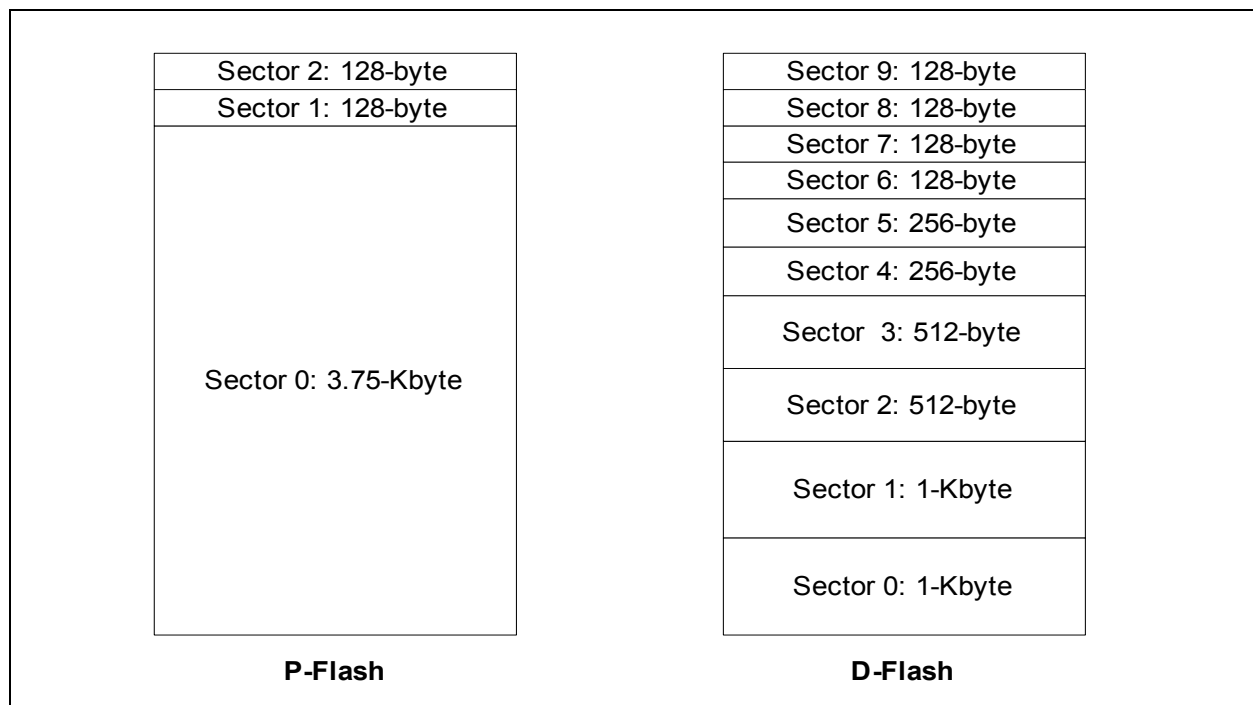 Sector 2: 128-byte
Sector 1: 128-byte
Sector 0: 3.75-Kbyte
P-Flash
Sector 9: 128-byte
Sector 8: 128-byte
Sector 7: 128-byte
Sector 6: 128-byte
Sector 5: 256-byte
Sector 4: 256-byte
Sector 3: 512-byte
Sector 2: 512-byte
Sector 1: 1-Kbyte
Sector 0: 1-Kbyte
D-Flash